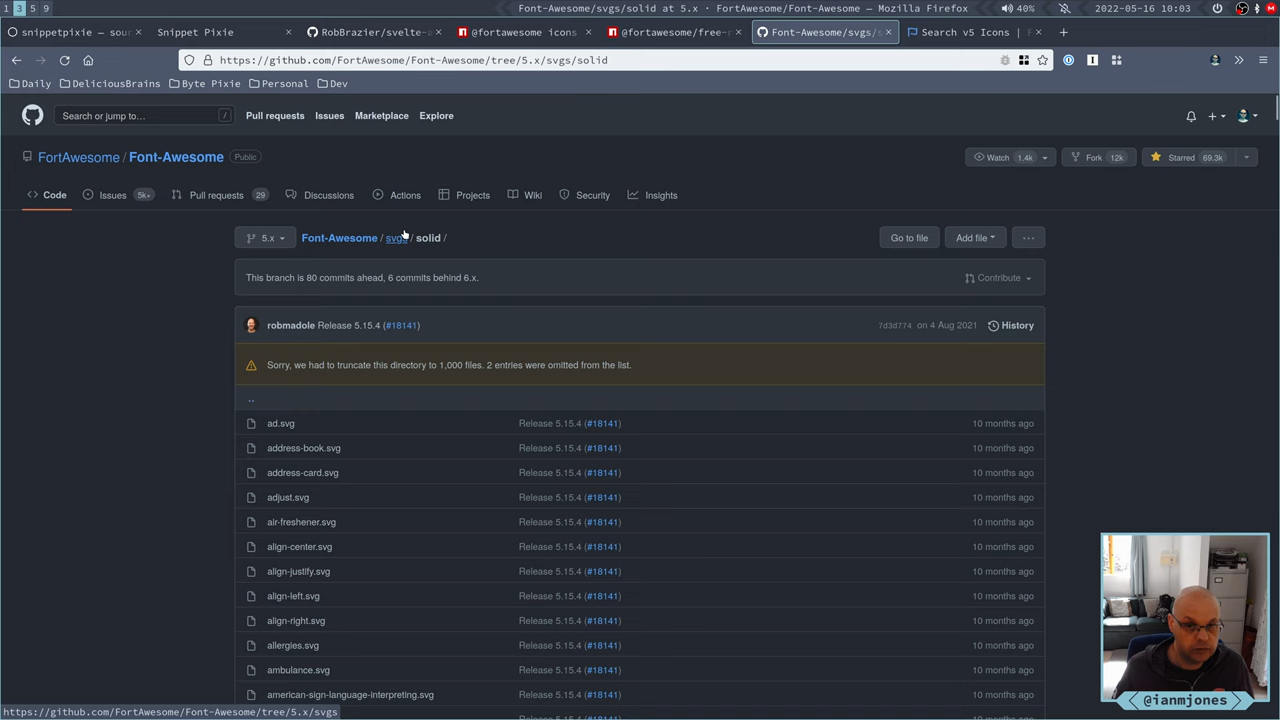 1 3 5 9
Font-Awesome/svgs/solid at 5.x · FortAwesome/Font-Awesome — Mozilla Firefox
40%
2022-05-16 10:03
snippetpixie — sour
Snippet Pixie
RobBrazier/svelte-a
@fortawesome icons
@fortawesome/free-r
Font-Awesome/svgs/s
Search v5 Icons | F
https://github.com/FortAwesome/Font-Awesome/tree/5.x/svgs/solid
Daily
DeliciousBrains
Byte Pixie
Personal
Dev
Search or jump to…
/
Pull requests
Issues
Marketplace
Explore
FortAwesome / Font-Awesome
Public
Watch 1.4k
Fork 12k
Starred 69.3k
Code
Issues 5k+
Pull requests 29
Discussions
Actions
Projects
Wiki
Security
Insights
5.x
Font-Awesome / svgs / solid /
Go to file
Add file
This branch is 80 commits ahead, 6 commits behind 6.x.
Contribute
robmadole Release 5.15.4 (#18141)
7d3d774 on 4 Aug 2021
History
Sorry, we had to truncate this directory to 1,000 files. 2 entries were omitted from the list.
..
ad.svg Release 5.15.4 (#18141) 10 months ago
address-book.svg Release 5.15.4 (#18141) 10 months ago
address-card.svg Release 5.15.4 (#18141) 10 months ago
adjust.svg Release 5.15.4 (#18141) 10 months ago
air-freshener.svg Release 5.15.4 (#18141) 10 months ago
align-center.svg Release 5.15.4 (#18141) 10 months ago
align-justify.svg Release 5.15.4 (#18141) 10 months ago
align-left.svg Release 5.15.4 (#18141) 10 months ago
align-right.svg Release 5.15.4 (#18141) 10 months ago
allergies.svg Release 5.15.4 (#18141) 10 months ago
ambulance.svg Release 5.15.4 (#18141) 10 months ago
american-sign-language-interpreting.svg Release 5.15.4 (#18141) 10 months ago
https://github.com/FortAwesome/Font-Awesome/tree/5.x/svgs
@ianmjones